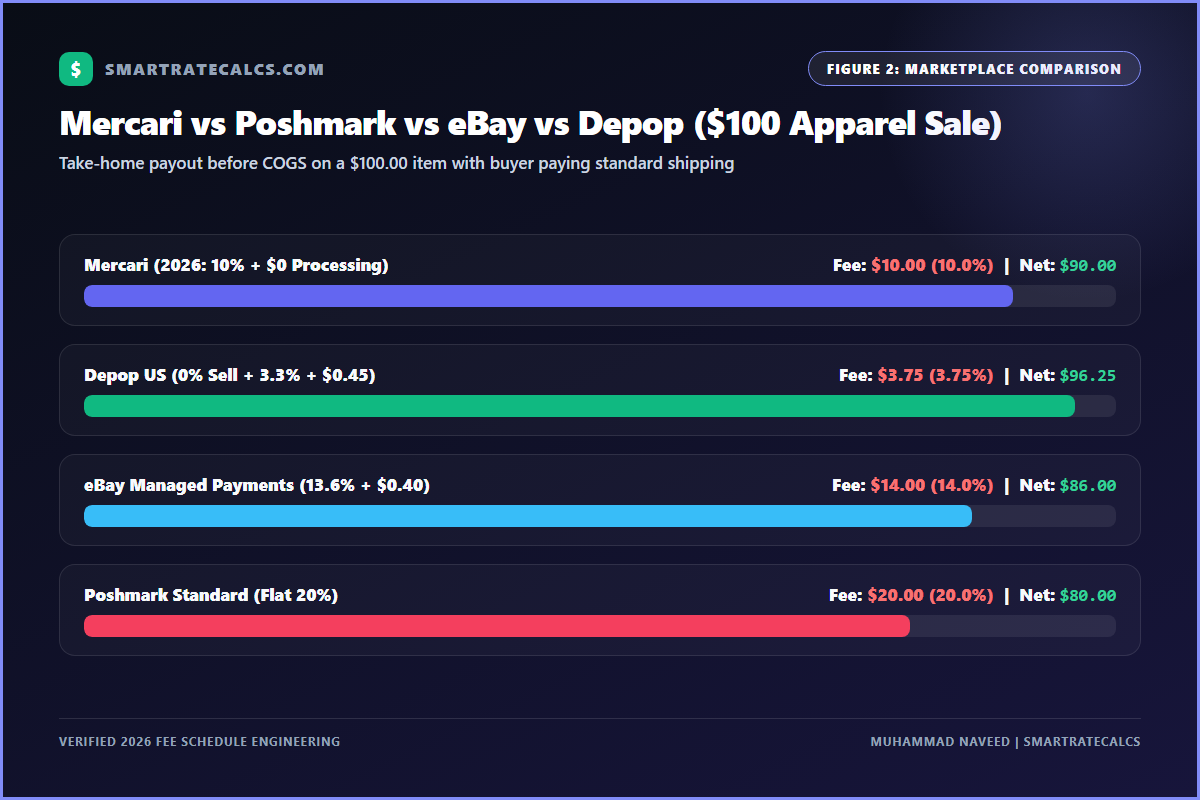 $ SMARTRATECALCS.COM
FIGURE 2: MARKETPLACE COMPARISON
Mercari vs Poshmark vs eBay vs Depop ($100 Apparel Sale)
Take-home payout before COGS on a $100.00 item with buyer paying standard shipping
Mercari (2026: 10% + $0 Processing)
Fee: $10.00 (10.0%) | Net: $90.00
Depop US (0% Sell + 3.3% + $0.45)
Fee: $3.75 (3.75%) | Net: $96.25
eBay Managed Payments (13.6% + $0.40)
Fee: $14.00 (14.0%) | Net: $86.00
Poshmark Standard (Flat 20%)
Fee: $20.00 (20.0%) | Net: $80.00
VERIFIED 2026 FEE SCHEDULE ENGINEERING
MUHAMMAD NAVEED | SMARTRATECALCS